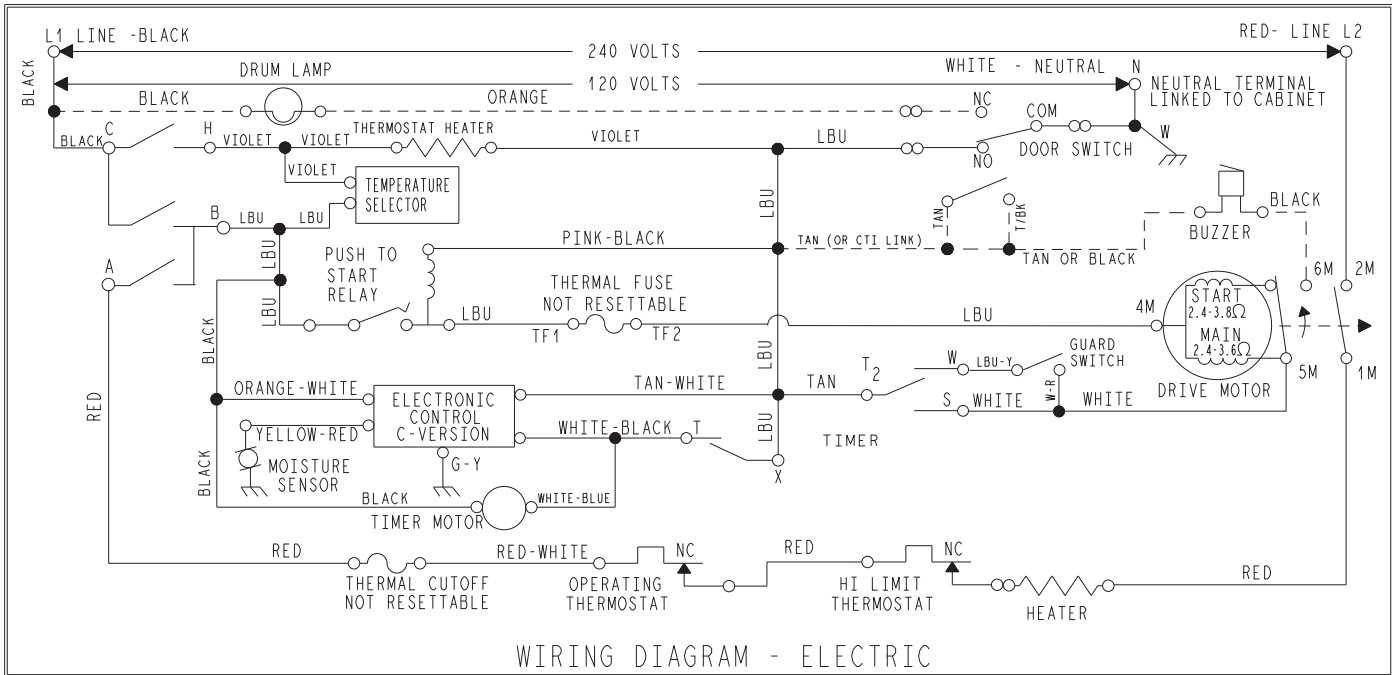 L1 LINE -BLACK
RED- LINE L2
240 VOLTS
BLACK
DRUM LAMP
WHITE - NEUTRAL
N
120 VOLTS
NEUTRAL TERMINAL
LINKED TO CABINET
BLACK
ORANGE
NC
COM
BLACK
C
H
VIOLET
VIOLET
THERMOSTAT HEATER
VIOLET
LBU
NO
DOOR SWITCH
W
VIOLET
TEMPERATURE
SELECTOR
LBU
TAN
T/BK
BLACK
BUZZER
B
LBU
LBU
PINK-BLACK
TAN (OR CTI LINK)
TAN OR BLACK
LBU
PUSH TO
START
RELAY
A
THERMAL FUSE
NOT RESETTABLE
6M
2M
START
2.4-3.8Ω
MAIN
2.4-3.6Ω
4M
LBU
LBU
TF1
TF2
LBU
BLACK
LBU
DRIVE MOTOR
5M
1M
GUARD
SWITCH
W
LBU-Y
W-R
T2
TAN
S
WHITE
WHITE
TIMER
RED
ORANGE-WHITE
ELECTRONIC
CONTROL
C-VERSION
TAN-WHITE
YELLOW-RED
WHITE-BLACK
T
LBU
X
G-Y
MOISTURE
SENSOR
BLACK
BLACK
TIMER MOTOR
WHITE-BLUE
RED
THERMAL CUTOFF
NOT RESETTABLE
RED-WHITE
NC
OPERATING
THERMOSTAT
RED
NC
HI LIMIT
THERMOSTAT
HEATER
RED
WIRING DIAGRAM - ELECTRIC